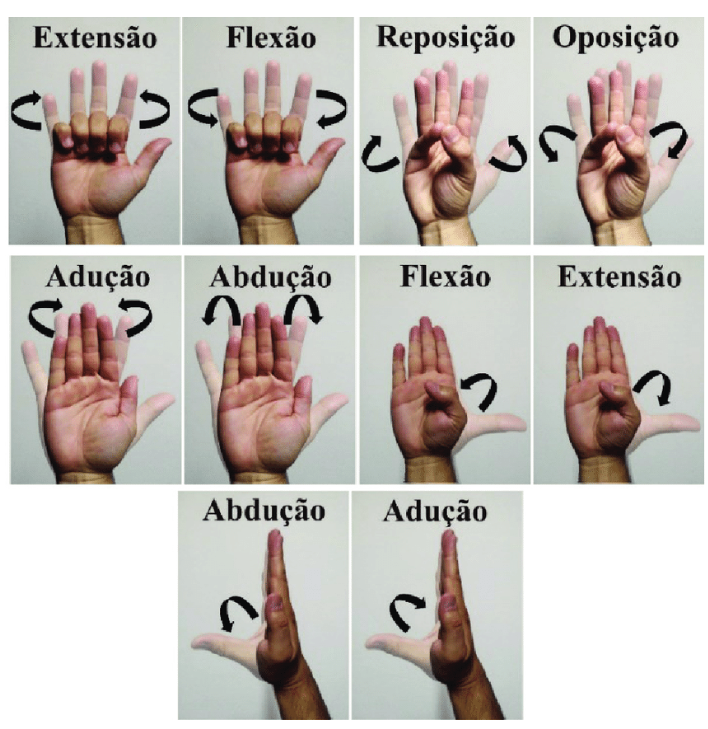 Extensão
Flexão
Reposição
Oposição
Adução
Abdução
Flexão
Extensão
Abdução
Adução